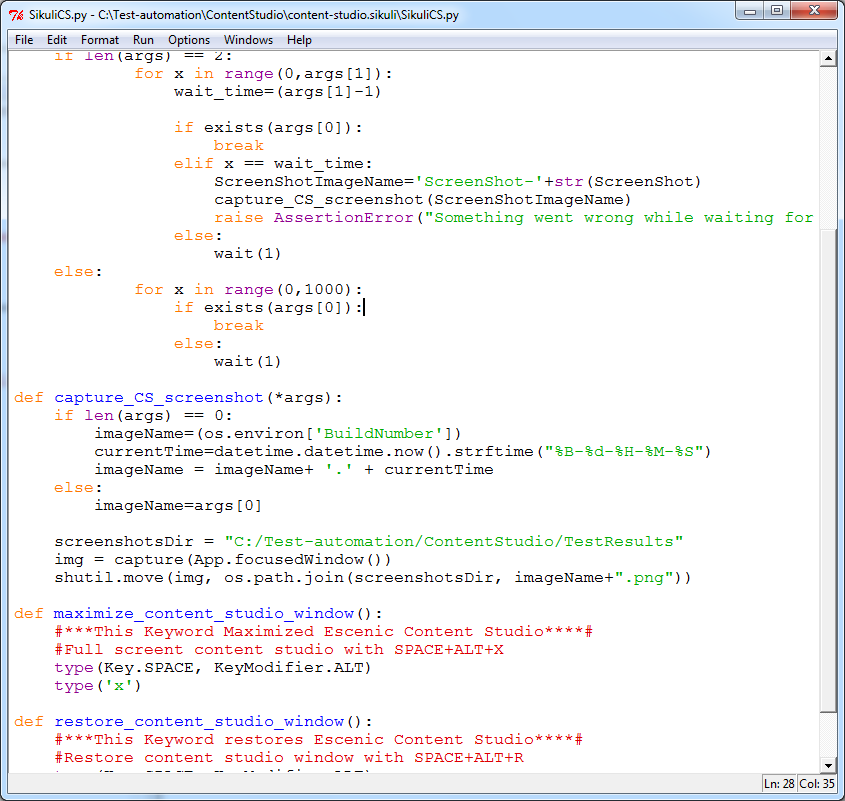 SikuliCS.py - C:\Test-automation\ContentStudio\content-studio.sikuli\SikuliCS.py
File Edit Format Run Options Windows Help
    if len(args) == 2:
            for x in range(0,args[1]):
                wait_time=(args[1]-1)
                if exists(args[0]):
                    break
                elif x == wait_time:
                    ScreenShotImageName='ScreenShot-'+str(ScreenShot)
                    capture_CS_screenshot(ScreenShotImageName)
                    raise AssertionError("Something went wrong while waiting for
                else:
                    wait(1)
    else:
            for x in range(0,1000):
                if exists(args[0]):
                    break
                else:
                    wait(1)
def capture_CS_screenshot(*args):
    if len(args) == 0:
        imageName=(os.environ['BuildNumber'])
        currentTime=datetime.datetime.now().strftime("%B-%d-%H-%M-%S")
        imageName = imageName+ '.' + currentTime
    else:
        imageName=args[0]
    screenshotsDir = "C:/Test-automation/ContentStudio/TestResults"
    img = capture(App.focusedWindow())
    shutil.move(img, os.path.join(screenshotsDir, imageName+".png"))
def maximize_content_studio_window():
    #***This Keyword Maximized Escenic Content Studio****#
    #Full screent content studio with SPACE+ALT+X
    type(Key.SPACE, KeyModifier.ALT)
    type('x')
def restore_content_studio_window():
    #***This Keyword restores Escenic Content Studio****#
    #Restore content studio window with SPACE+ALT+R
Ln: 28 Col: 35